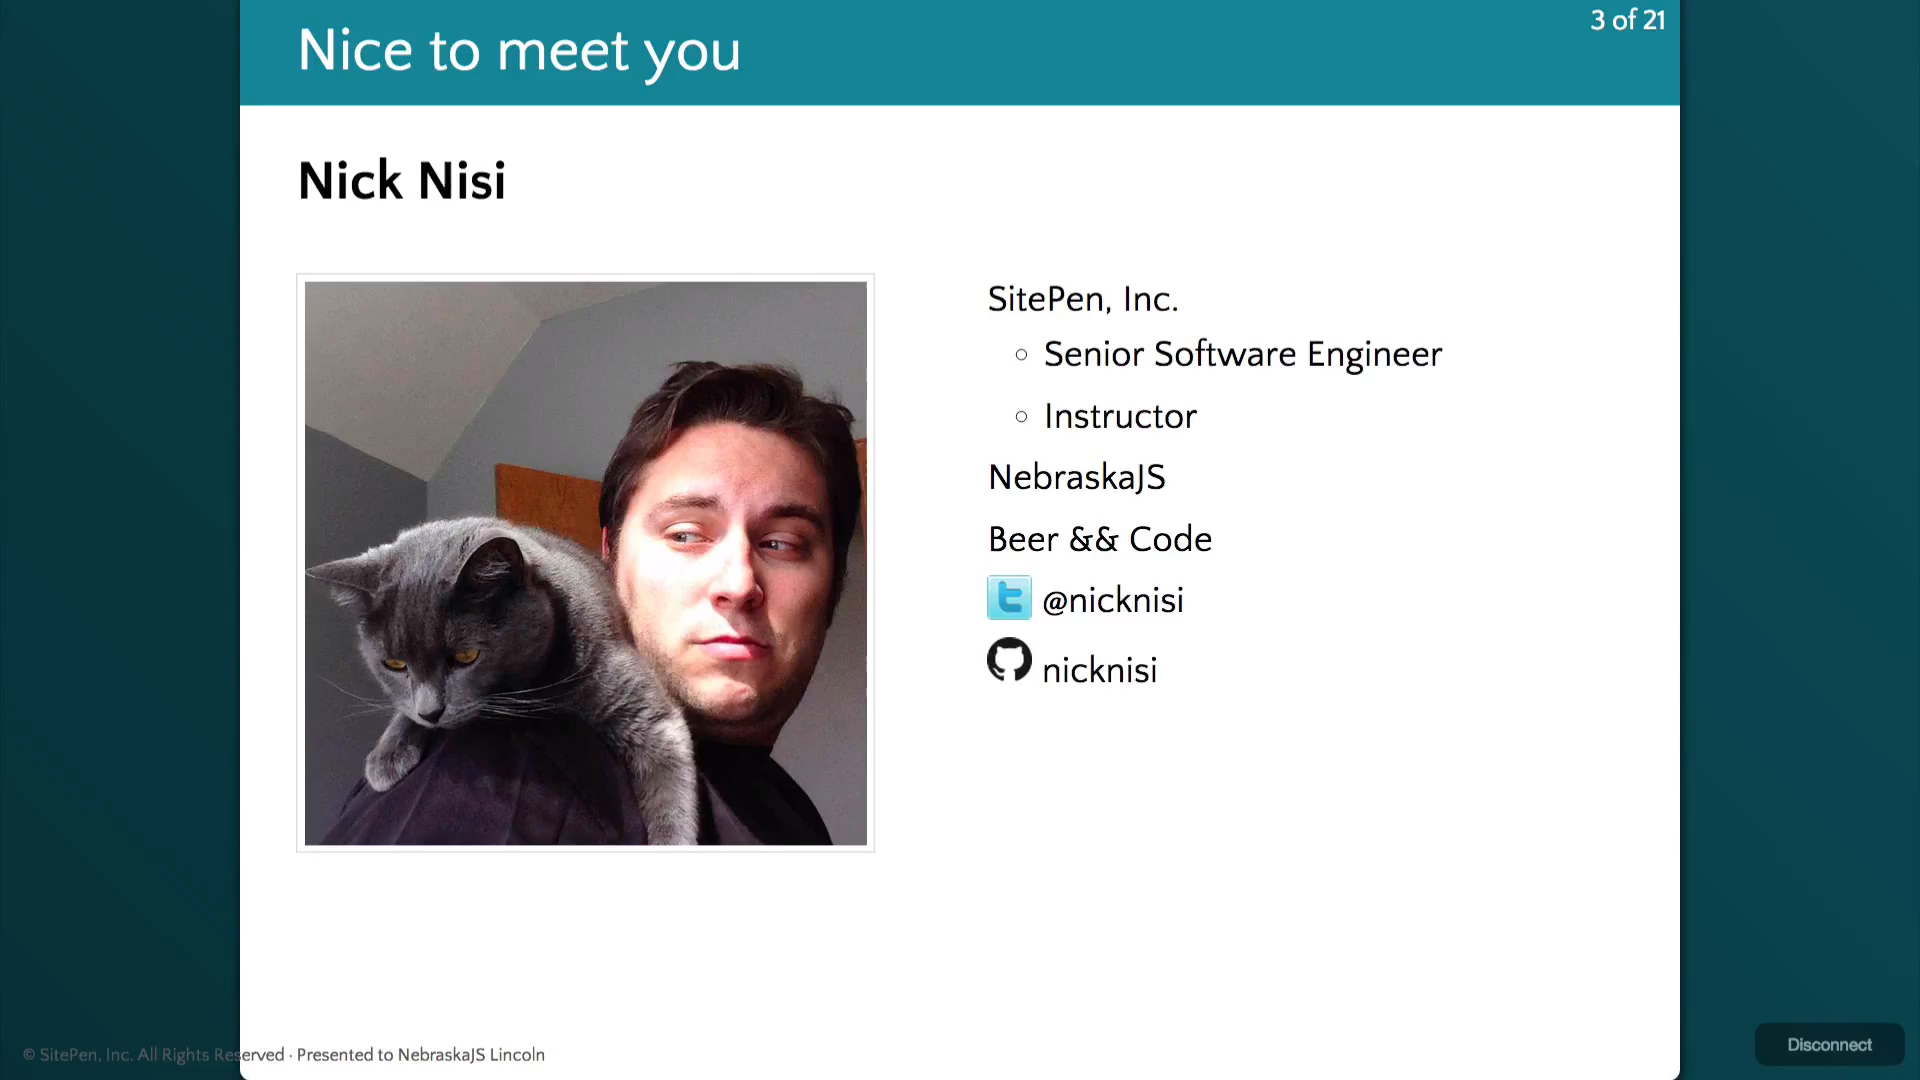 Nice to meet you
3 of 21
Nick Nisi
SitePen, Inc.
Senior Software Engineer
Instructor
NebraskaJS
Beer && Code
@nicknisi
nicknisi
© SitePen, Inc. All Rights Reserved · Presented to NebraskaJS Lincoln
Disconnect